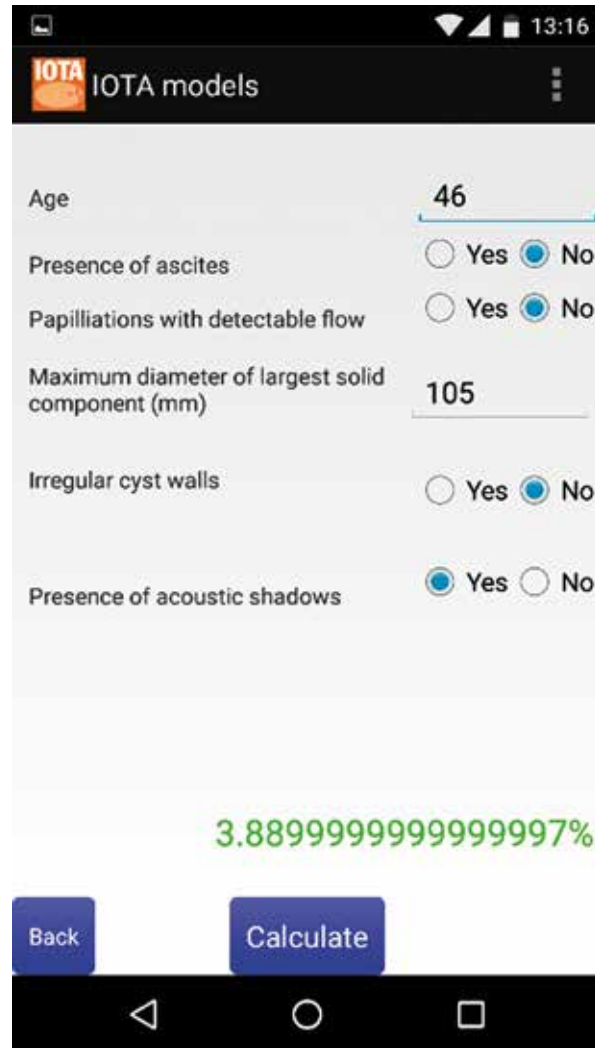 13:16
IOTA
IOTA models
Age 46
Presence of ascites Yes No
Papilliations with detectable flow Yes No
Maximum diameter of largest solid
component (mm) 105
Irregular cyst walls Yes No
Presence of acoustic shadows Yes No
3.8899999999999997%
Back Calculate